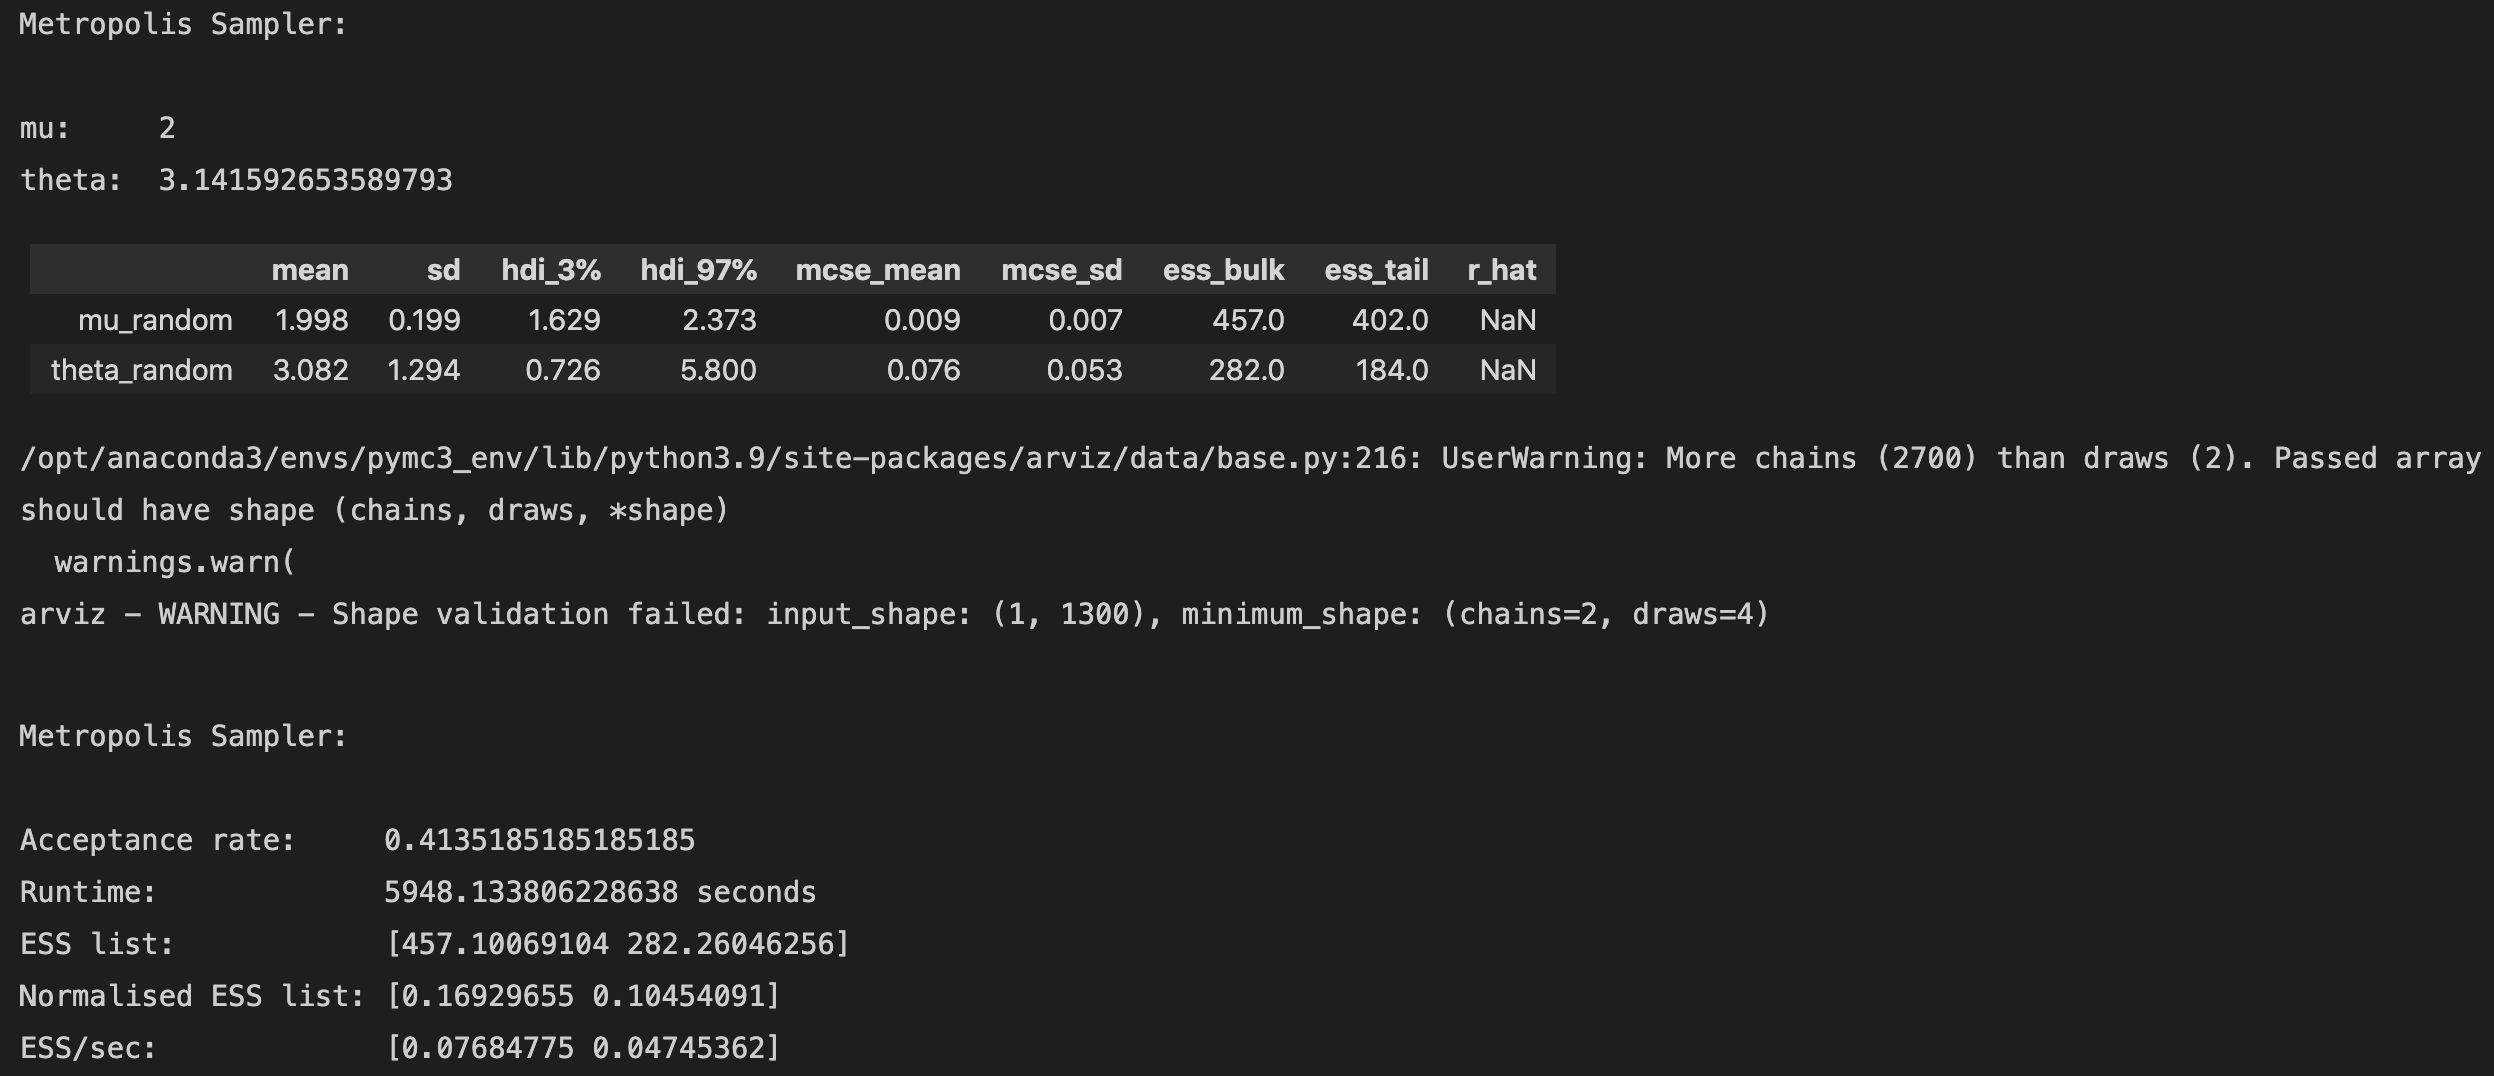 Metropolis Sampler:
mu: 2
theta: 3.141592653589793
mean sd hdi_3% hdi_97% mcse_mean mcse_sd ess_bulk ess_tail r_hat
mu_random 1.998 0.199 1.629 2.373 0.009 0.007 457.0 402.0 NaN
theta_random 3.082 1.294 0.726 5.800 0.076 0.053 282.0 184.0 NaN
/opt/anaconda3/envs/pymc3_env/lib/python3.9/site-packages/arviz/data/base.py:216: UserWarning: More chains (2700) than draws (2). Passed array
should have shape (chains, draws, *shape)
warnings.warn(
arviz - WARNING - Shape validation failed: input_shape: (1, 1300), minimum_shape: (chains=2, draws=4)
Metropolis Sampler:
Acceptance rate: 0.4135185185185185
Runtime: 5948.133806228638 seconds
ESS list: [457.10069104 282.26046256]
Normalised ESS list: [0.16929655 0.10454091]
ESS/sec: [0.07684775 0.04745362]